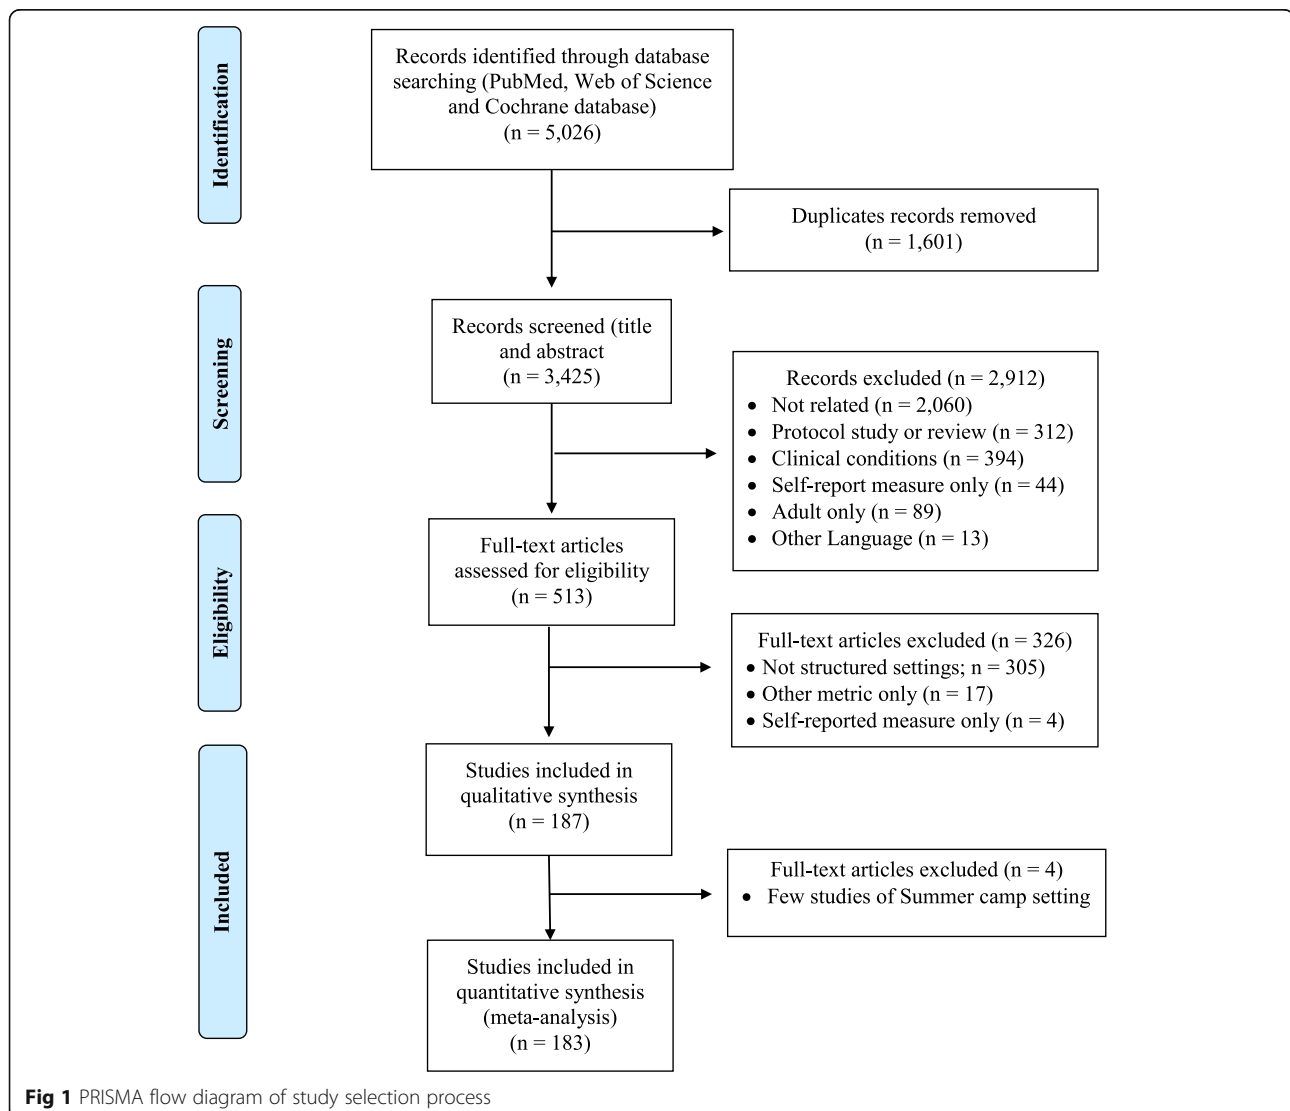 Identification
Records identified through database
searching (PubMed, Web of Science
and Cochrane database)
(n = 5,026)
Duplicates records removed
(n = 1,601)
Screening
Records screened (title
and abstract
(n = 3,425)
Records excluded (n = 2,912)
• Not related (n = 2,060)
• Protocol study or review (n = 312)
• Clinical conditions (n = 394)
• Self-report measure only (n = 44)
• Adult only (n = 89)
• Other Language (n = 13)
Eligibility
Full-text articles
assessed for eligibility
(n = 513)
Full-text articles excluded (n = 326)
• Not structured settings; n = 305)
• Other metric only (n = 17)
• Self-reported measure only (n = 4)
Included
Studies included in
qualitative synthesis
(n = 187)
Full-text articles excluded (n = 4)
• Few studies of Summer camp setting
Studies included in
quantitative synthesis
(meta-analysis)
(n = 183)
Fig 1 PRISMA flow diagram of study selection process